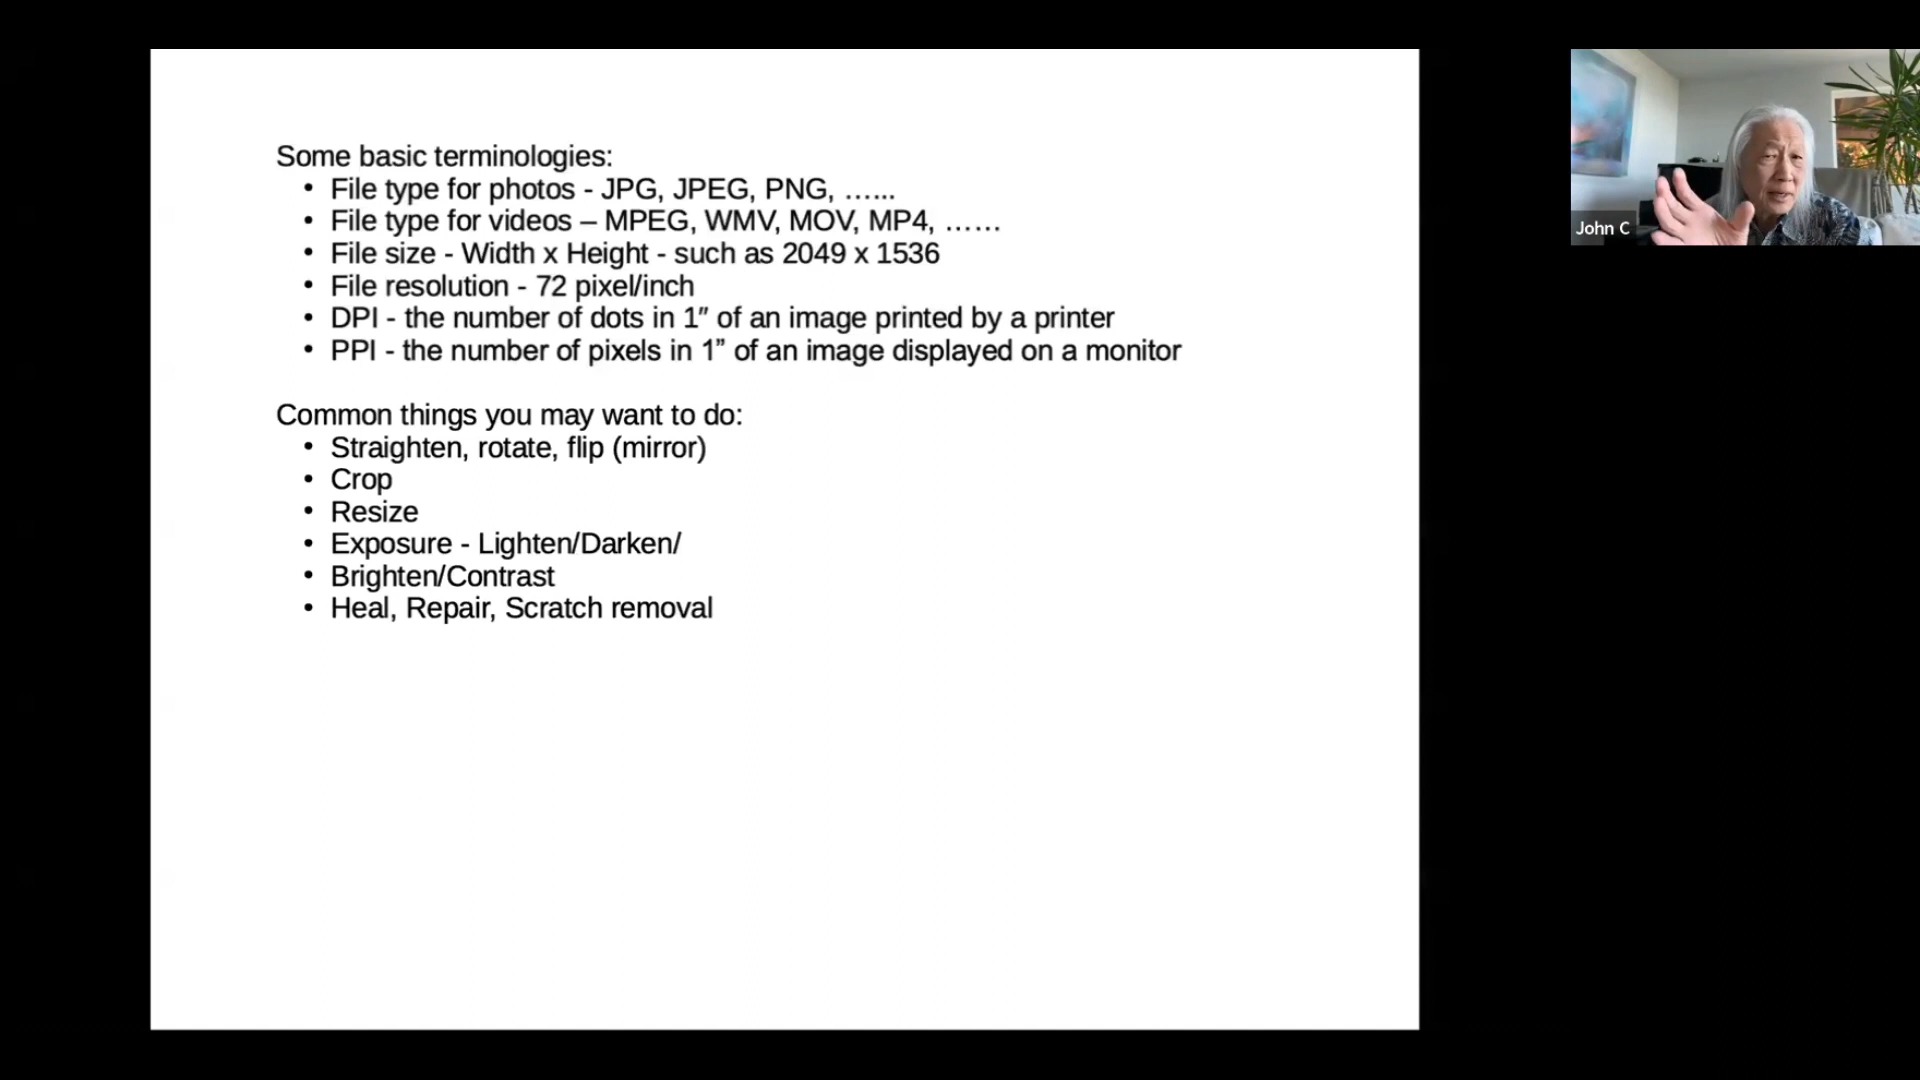 Some basic terminologies:
• File type for photos - JPG, JPEG, PNG, …...
• File type for videos – MPEG, WMV, MOV, MP4, ……
• File size - Width x Height - such as 2049 x 1536
• File resolution - 72 pixel/inch
• DPI - the number of dots in 1″ of an image printed by a printer
• PPI - the number of pixels in 1” of an image displayed on a monitor
Common things you may want to do:
• Straighten, rotate, flip (mirror)
• Crop
• Resize
• Exposure - Lighten/Darken/
• Brighten/Contrast
• Heal, Repair, Scratch removal
John C